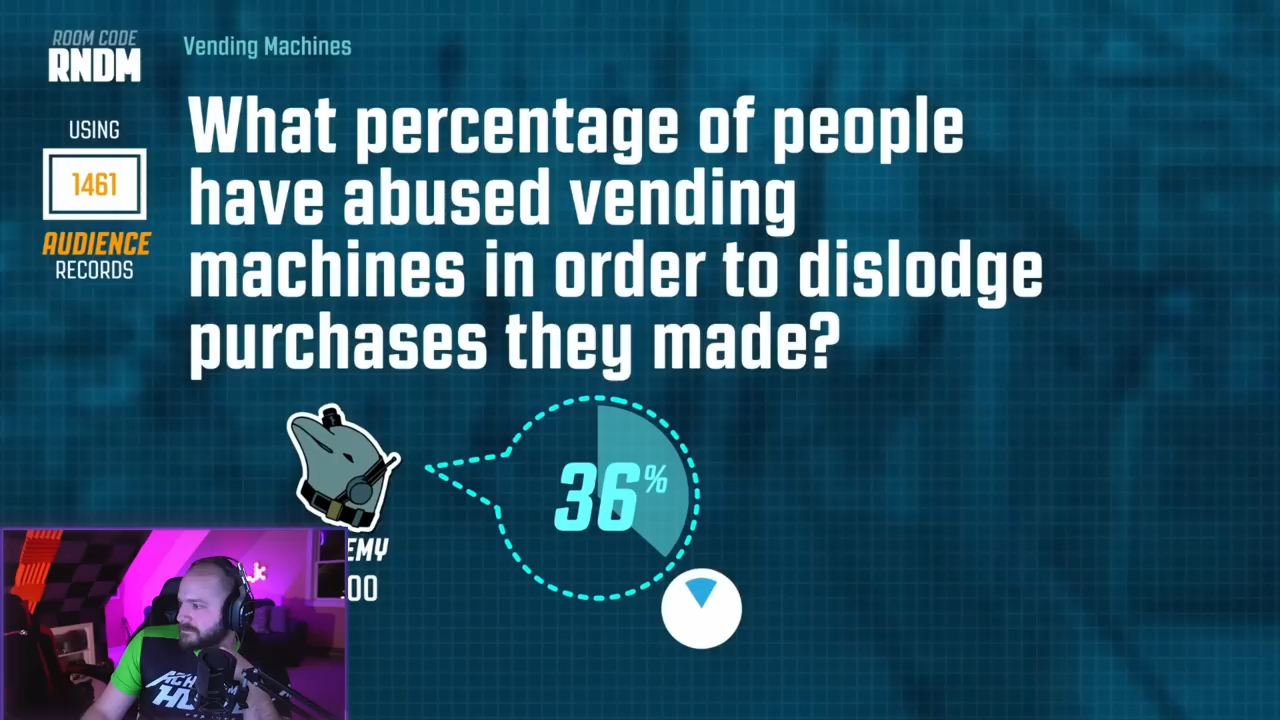 ROOM CODE
RNDM
Vending Machines
USING
1461
AUDIENCE
RECORDS
What percentage of people
have abused vending
machines in order to dislodge
purchases they made?
36%